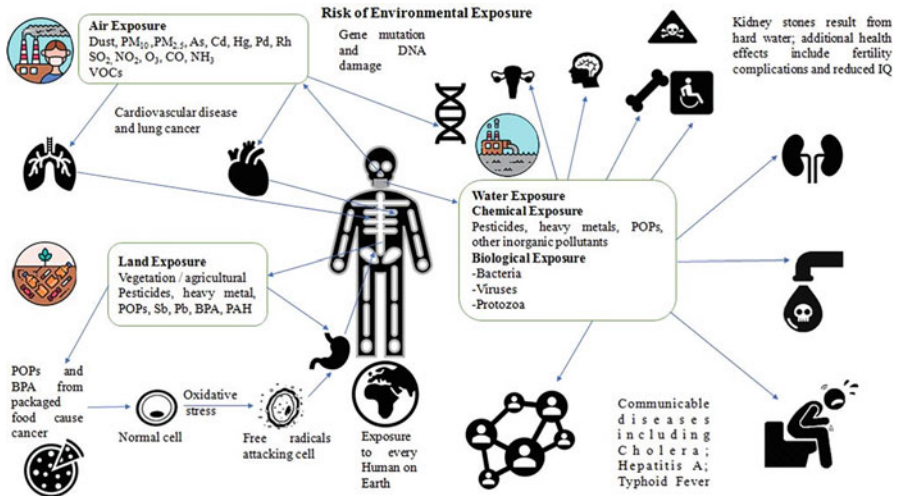 Risk of Environmental Exposure
Air Exposure
Dust, PM10, PM2.5, As, Cd, Hg, Pd, Rh
SO2, NO2, O3, CO, NH3
VOCs
Gene mutation
and DNA
damage
Kidney stones result from
hard water; additional health
effects include fertility
complications and reduced IQ
Cardiovascular disease
and lung cancer
Water Exposure
Chemical Exposure
Pesticides, heavy metals, POPs,
other inorganic pollutants
Biological Exposure
-Bacteria
-Viruses
-Protozoa
Land Exposure
Vegetation / agricultural
Pesticides, heavy metal,
POPs, Sb, Pb, BPA, PAH
POPs and
BPA from
packaged
food cause
cancer
Normal cell
Oxidative
stress
Free radicals
attacking cell
Exposure
to every
Human on
Earth
Communicable
diseases
including
Cholera;
Hepatitis A;
Typhoid Fever